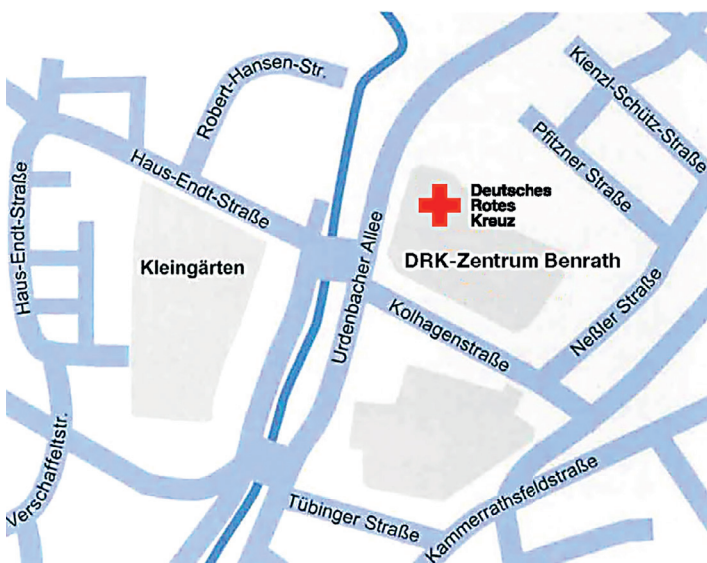 Robert-Hansen-Str.
Kienzl-Schütz-Straße
Pfitzner Straße
Haus-Endt-Straße
Haus-Endt-Straße
Deutsches
Rotes
Kreuz
DRK-Zentrum Benrath
Kleingärten
Urdenbacher Allee
Kolhagenstraße
Neßler Straße
Verschaffeltstr.
Tübinger Straße
Kammerrathsfeldstraße